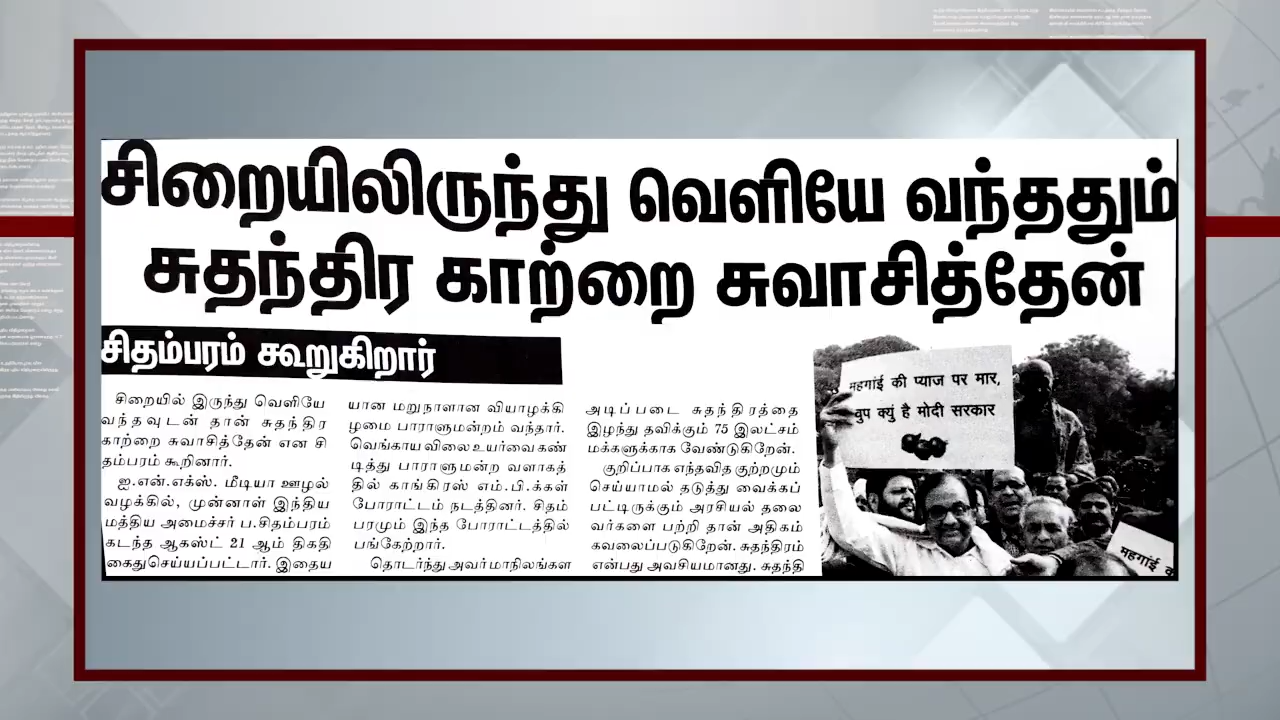 சிறையிலிருந்து வெளியே வந்ததும்
சுதந்திர காற்றை சுவாசித்தேன்
சிதம்பரம் கூறுகிறார்
சிறையில் இருந்து வெளியே
வந்தவுடன் தான் சுதந்திர
காற்றை சுவாசித்தேன் என சி
தம்பரம் கூறினார்.
ஐ.என்.எக்ஸ். மீடியா ஊழல்
வழக்கில், முன்னாள் இந்திய
மத்திய அமைச்சர் ப.சிதம்பரம்
கடந்த ஆகஸ்ட் 21 ஆம் திகதி
கைதுசெய்யப்பட்டார். இதைய
யான மறுநாளான வியாழக்கி
ழமை பாராளுமன்றம் வந்தார்.
வெங்காய விலை உயர்வை கண்
டித்து பாராளுமன்ற வளாகத்
தில் காங்கிரஸ் எம்.பி.க்கள்
போராட்டம் நடத்தினர். சிதம்
பரமும் இந்த போராட்டத்தில்
பங்கேற்றார்.
தொடர்ந்து அவர் மாநிலங்கள
அடிப்படை சுதந்திரத்தை
இழந்து தவிக்கும் 75 இலட்சம்
மக்களுக்காக வேண்டுகிறேன்.
குறிப்பாக எந்தவித குற்றமும்
செய்யாமல் தடுத்து வைக்கப்
பட்டிருக்கும் அரசியல் தலை
வர்களை பற்றி தான் அதிகம்
கவலைப்படுகிறேன். சுதந்திரம்
என்பது அவசியமானது. சுதந்தி
महगांई की प्याज पर मार,
चुप क्युं है मोदी सरकार
महगांई